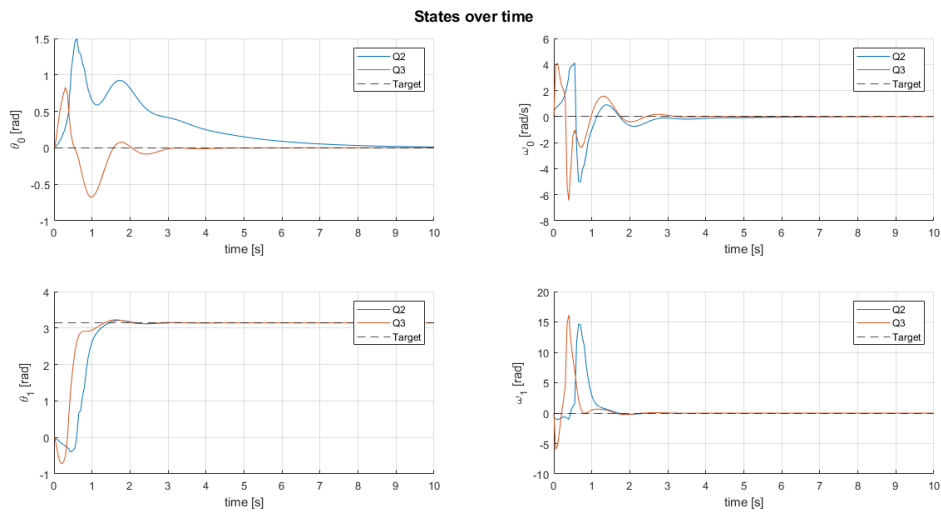 States over time
1.5
1
0.5
0
-0.5
-1
θ0 [rad]
0 1 2 3 4 5 6 7 8 9 10
time [s]
Q2
Q3
Target
6
4
2
0
-2
-4
-6
-8
ω0 [rad/s]
0 1 2 3 4 5 6 7 8 9 10
time [s]
Q2
Q3
Target
4
3
2
1
0
-1
θ1 [rad]
0 1 2 3 4 5 6 7 8 9 10
time [s]
Q2
Q3
Target
20
15
10
5
0
-5
-10
ω1 [rad]
0 1 2 3 4 5 6 7 8 9 10
time [s]
Q2
Q3
Target